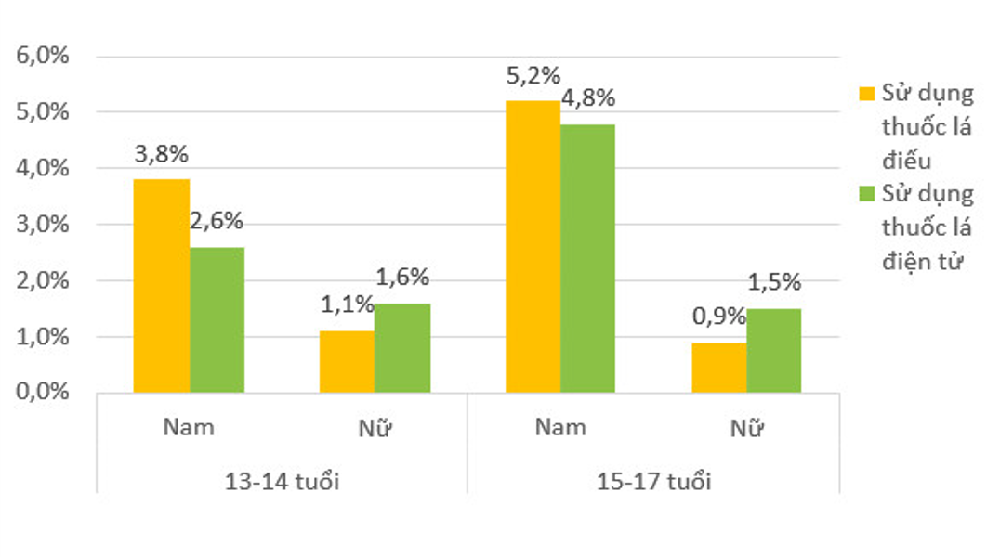 6,0%
5,0%
4,0%
3,0%
2,0%
1,0%
0,0%
3,8%
2,6%
1,1%
1,6%
5,2%
4,8%
0,9%
1,5%
Nam
Nữ
Nam
Nữ
13-14 tuổi
15-17 tuổi
Sử dụng
thuốc lá
điếu
Sử dụng
thuốc lá
điện tử